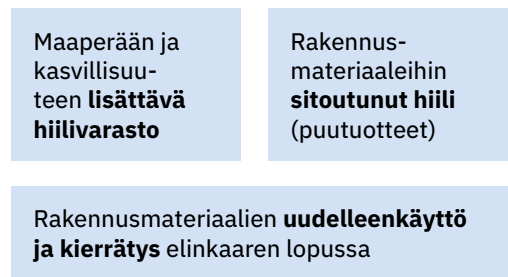 Maaperään ja
kasvillisuu-
teen lisättävä
hiilivarasto
Rakennus-
materiaaleihin
sitoutunut hiili
(puutuotteet)
Rakennusmateriaalien uudelleenkäyttö
ja kierrätys elinkaaren lopussa